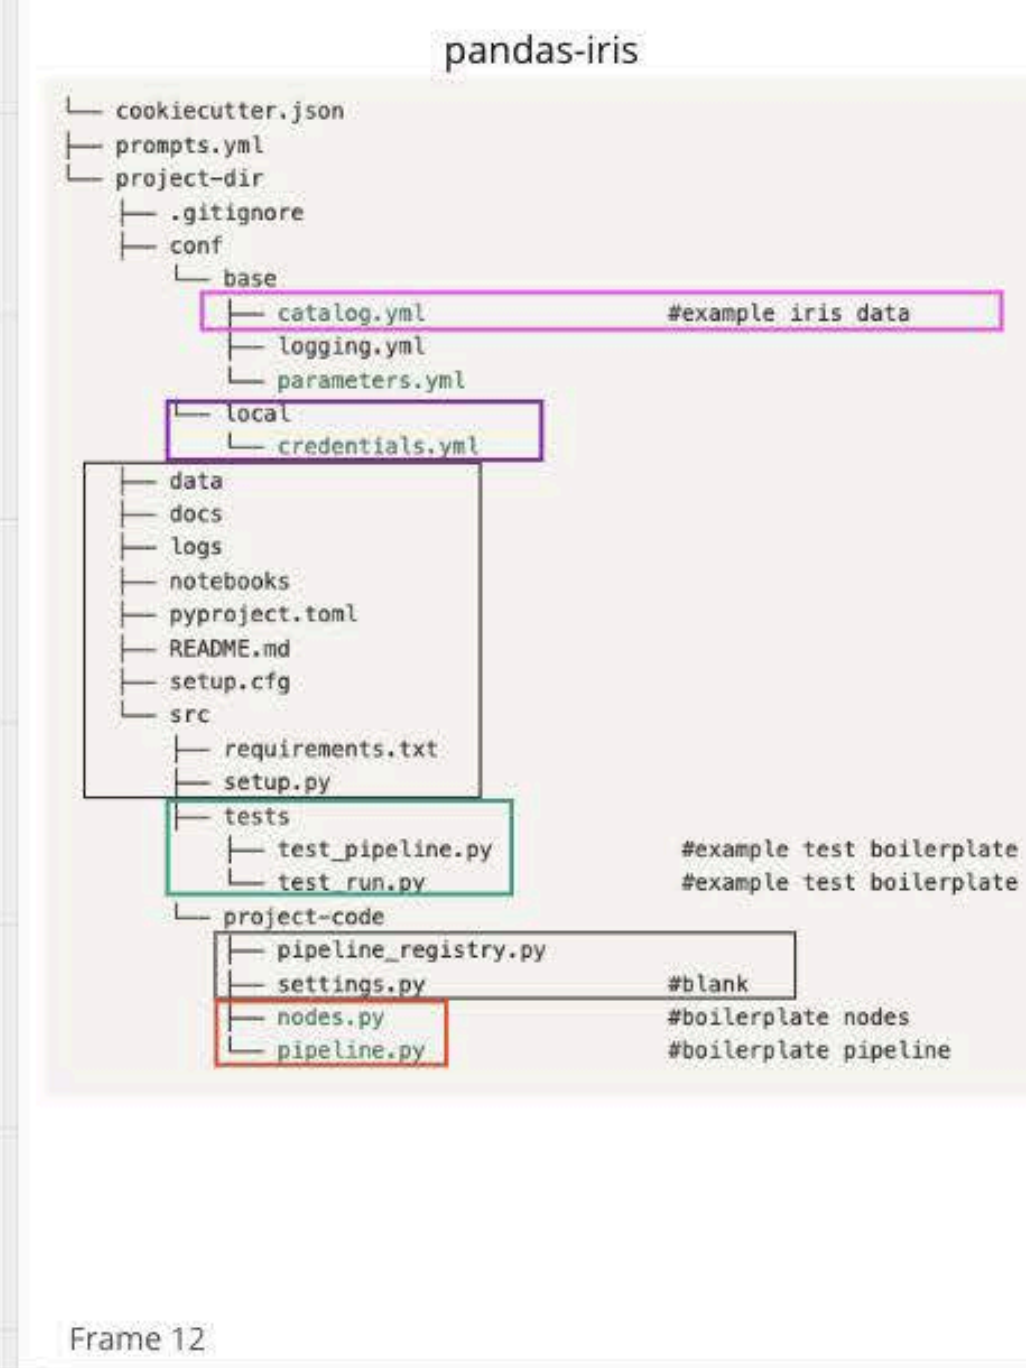 pandas-iris
└── cookiecutter.json
├── prompts.yml
└── project-dir
    ├── .gitignore
    ├── conf
        └── base
            ├── catalog.yml                  #example iris data
            ├── logging.yml
            └── parameters.yml
        └── local
            └── credentials.yml
    ├── data
    ├── docs
    ├── logs
    ├── notebooks
    ├── pyproject.toml
    ├── README.md
    ├── setup.cfg
    └── src
        ├── requirements.txt
        ├── setup.py
        ├── tests
            ├── test_pipeline.py              #example test boilerplate
            └── test_run.py                   #example test boilerplate
        └── project-code
            ├── pipeline_registry.py
            ├── settings.py                  #blank
            ├── nodes.py                     #boilerplate nodes
            └── pipeline.py                  #boilerplate pipeline
Frame 12